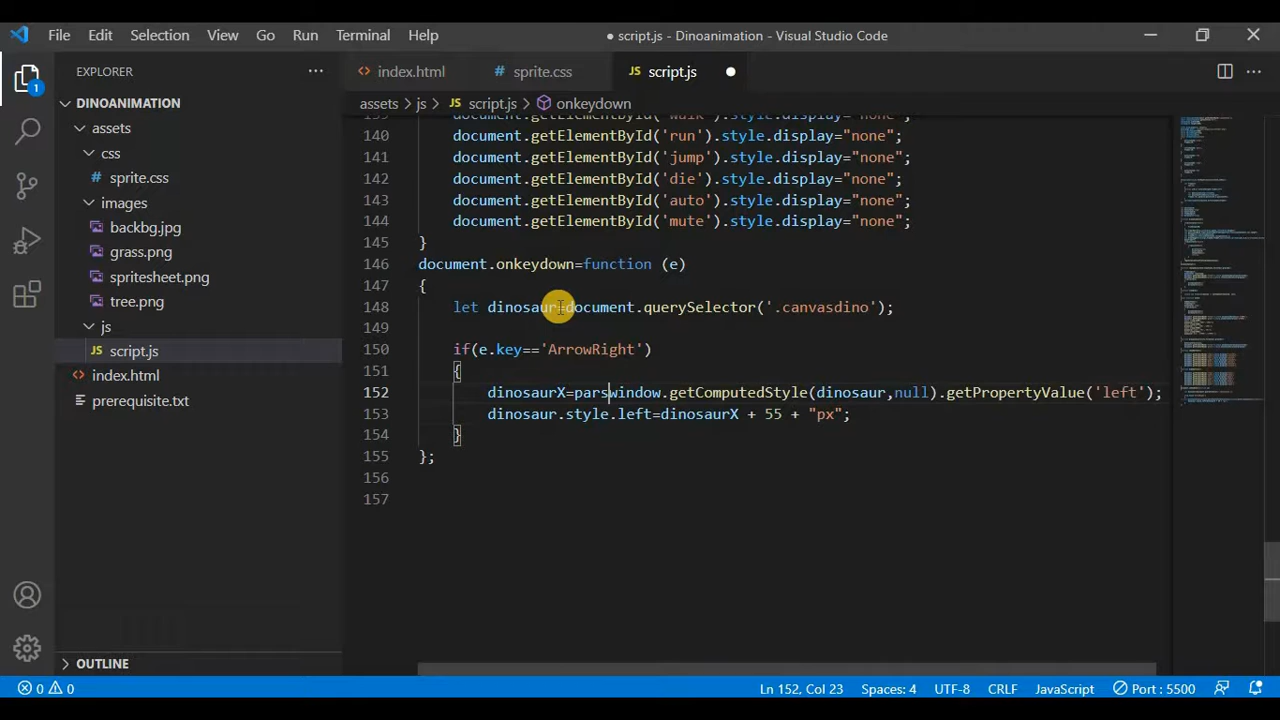 File Edit Selection View Go Run Terminal Help ● script.js - Dinoanimation - Visual Studio Code
EXPLORER
index.html
sprite.css
JS script.js
DINOANIMATION
assets
css
sprite.css
images
backbg.jpg
grass.png
spritesheet.png
tree.png
js
JS script.js
index.html
prerequisite.txt
OUTLINE
1
assets > js > JS script.js > onkeydown
139 document.getElementById('walk').style.display="none";
140 document.getElementById('run').style.display="none";
141 document.getElementById('jump').style.display="none";
142 document.getElementById('die').style.display="none";
143 document.getElementById('auto').style.display="none";
144 document.getElementById('mute').style.display="none";
145 }
146 document.onkeydown=function (e)
147 {
148 let dinosaur=document.querySelector('.canvasdino');
149
150 if(e.key=='ArrowRight')
151 {
152 dinosaurX=parswindow.getComputedStyle(dinosaur,null).getPropertyValue('left');
153 dinosaur.style.left=dinosaurX + 55 + "px";
154 }
155 };
156
157
0 0 Ln 152, Col 23 Spaces: 4 UTF-8 CRLF JavaScript Port : 5500